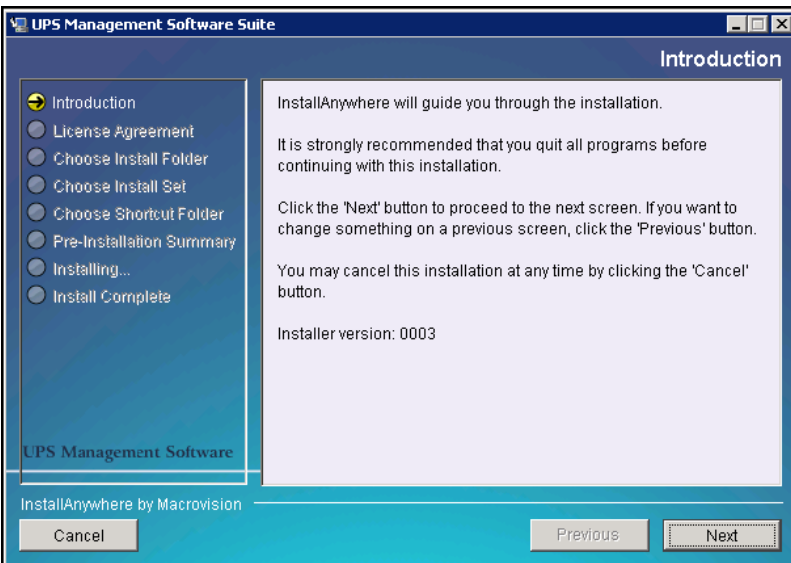 UPS Management Software Suite
Introduction
Introduction
License Agreement
Choose Install Folder
Choose Install Set
Choose Shortcut Folder
Pre-Installation Summary
Installing...
Install Complete
UPS Management Software
InstallAnywhere will guide you through the installation.
It is strongly recommended that you quit all programs before
continuing with this installation.
Click the 'Next' button to proceed to the next screen. If you want to
change something on a previous screen, click the 'Previous' button.
You may cancel this installation at any time by clicking the 'Cancel'
button.
Installer version: 0003
InstallAnywhere by Macrovision
Cancel
Previous
Next